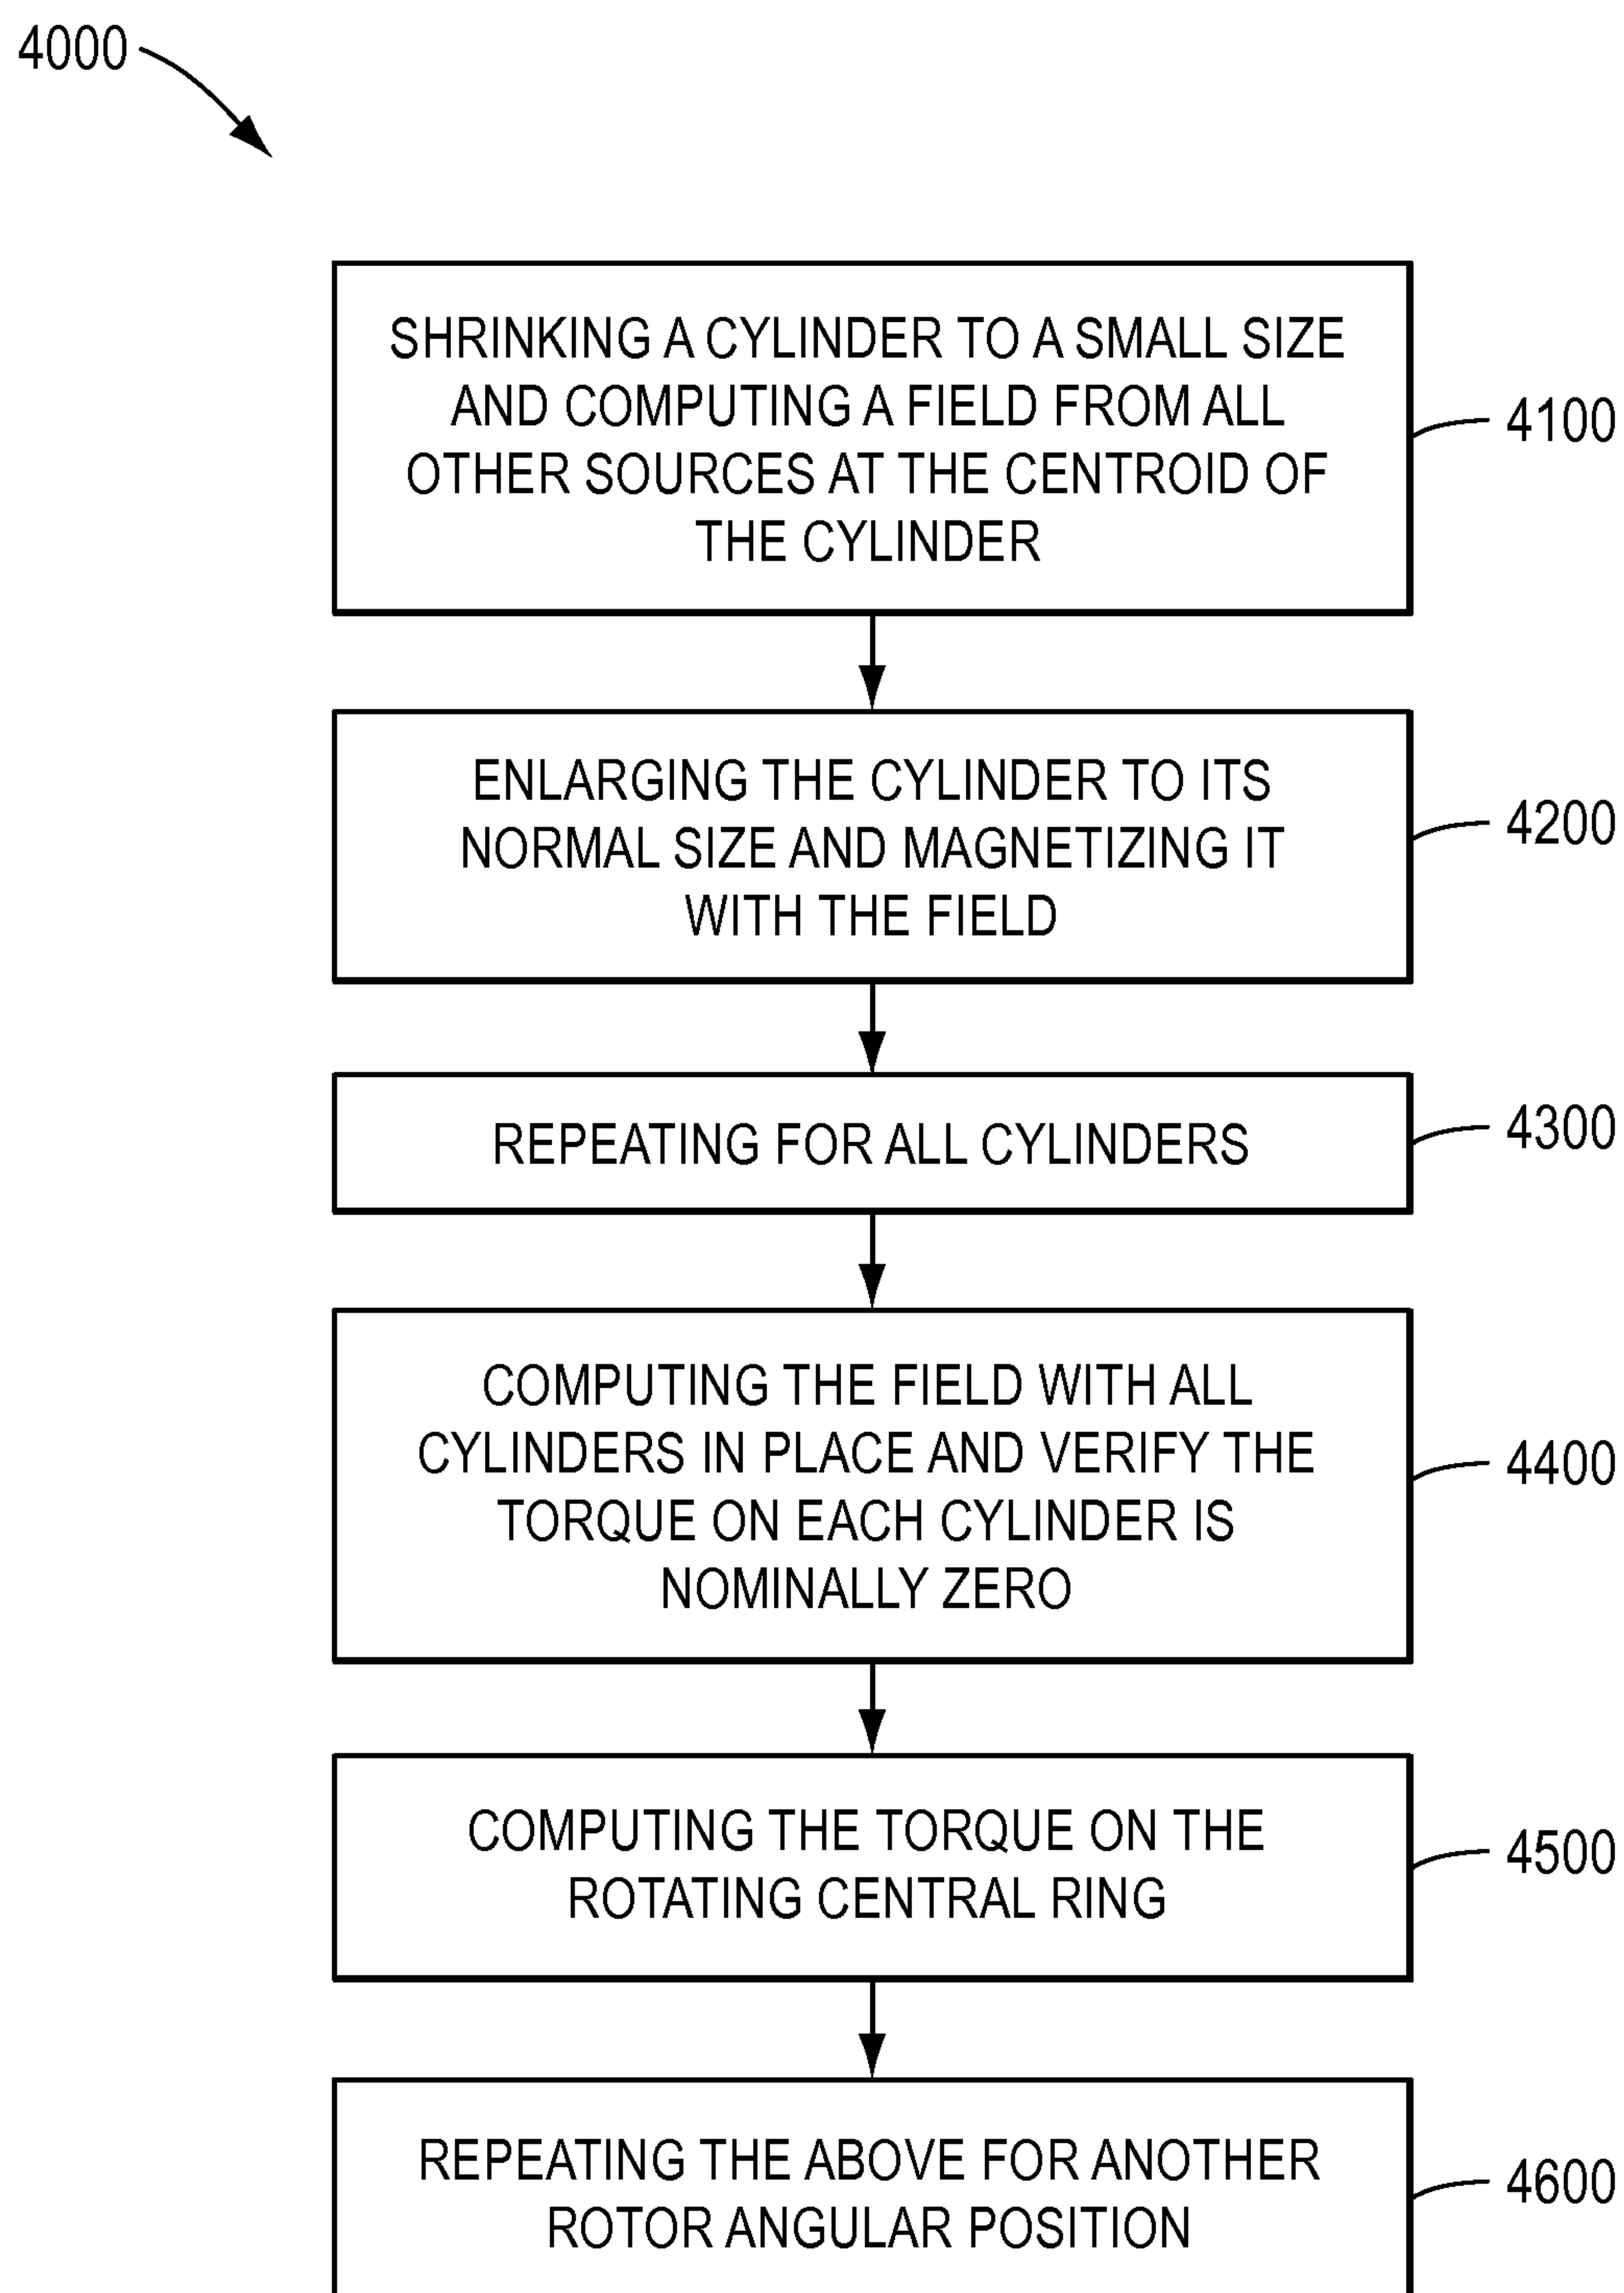 4000
SHRINKING A CYLINDER TO A SMALL SIZE
AND COMPUTING A FIELD FROM ALL
OTHER SOURCES AT THE CENTROID OF
THE CYLINDER
4100
ENLARGING THE CYLINDER TO ITS
NORMAL SIZE AND MAGNETIZING IT
WITH THE FIELD
4200
REPEATING FOR ALL CYLINDERS
4300
COMPUTING THE FIELD WITH ALL
CYLINDERS IN PLACE AND VERIFY THE
TORQUE ON EACH CYLINDER IS
NOMINALLY ZERO
4400
COMPUTING THE TORQUE ON THE
ROTATING CENTRAL RING
4500
REPEATING THE ABOVE FOR ANOTHER
ROTOR ANGULAR POSITION
4600